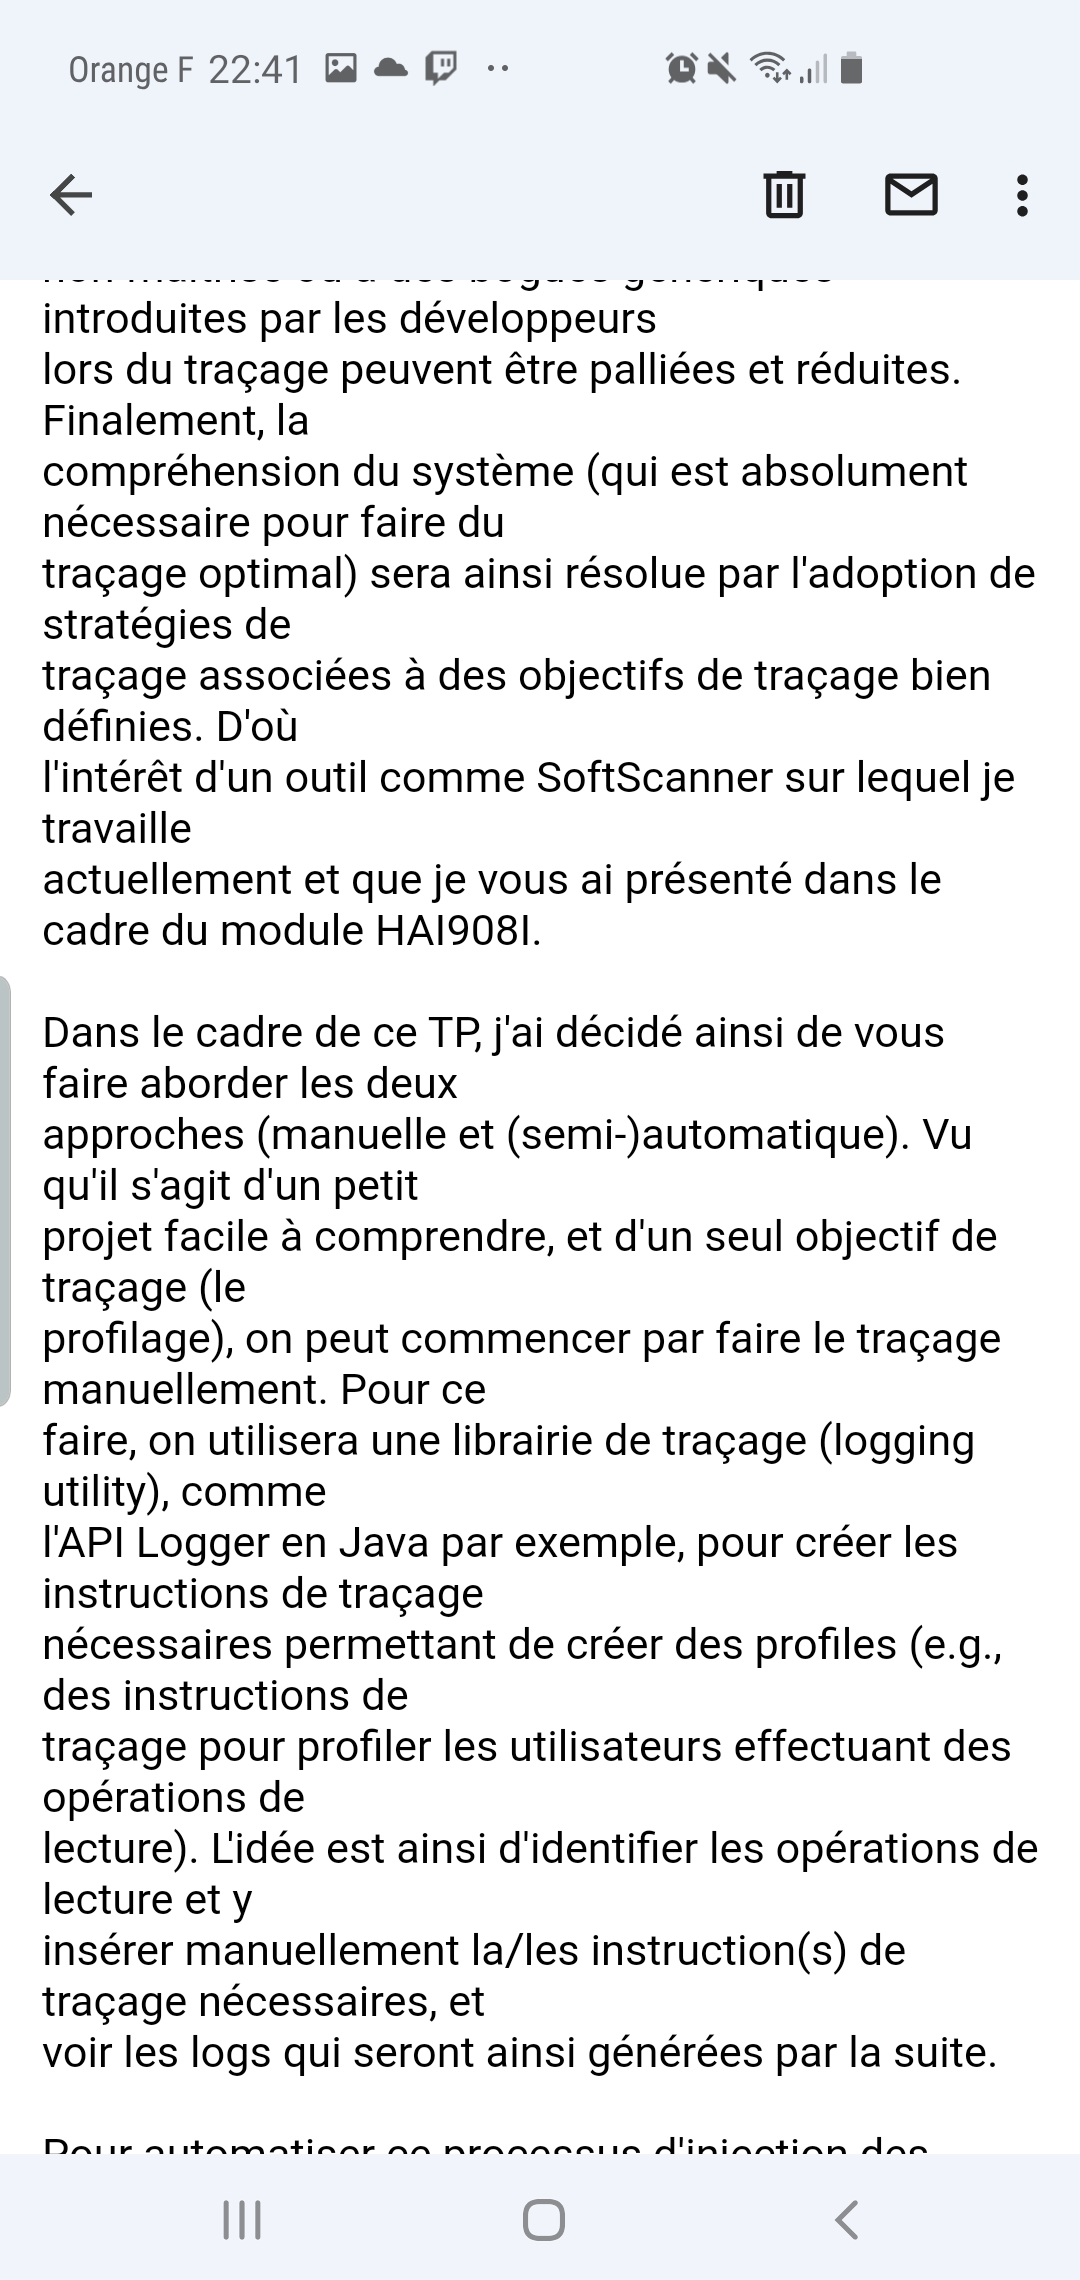 Orange F 22:41
introduites par les développeurs
lors du traçage peuvent être palliées et réduites.
Finalement, la
compréhension du système (qui est absolument
nécessaire pour faire du
traçage optimal) sera ainsi résolue par l'adoption de
stratégies de
traçage associées à des objectifs de traçage bien
définies. D'où
l'intérêt d'un outil comme SoftScanner sur lequel je
travaille
actuellement et que je vous ai présenté dans le
cadre du module HAI908I.
Dans le cadre de ce TP, j'ai décidé ainsi de vous
faire aborder les deux
approches (manuelle et (semi-)automatique). Vu
qu'il s'agit d'un petit
projet facile à comprendre, et d'un seul objectif de
traçage (le
profilage), on peut commencer par faire le traçage
manuellement. Pour ce
faire, on utilisera une librairie de traçage (logging
utility), comme
l'API Logger en Java par exemple, pour créer les
instructions de traçage
nécessaires permettant de créer des profiles (e.g.,
des instructions de
traçage pour profiler les utilisateurs effectuant des
opérations de
lecture). L'idée est ainsi d'identifier les opérations de
lecture et y
insérer manuellement la/les instruction(s) de
traçage nécessaires, et
voir les logs qui seront ainsi générées par la suite.
Pour automatiser ce processus d'injection des